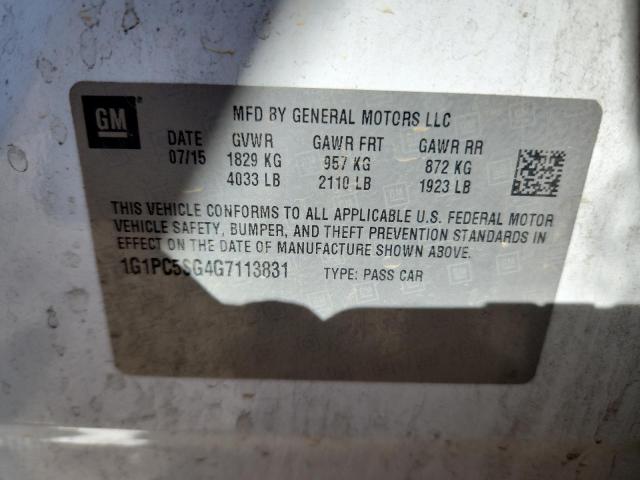 GM
MFD BY GENERAL MOTORS LLC
DATE GVWR GAWR FRT GAWR RR
07/15 1829 KG 957 KG 872 KG
4033 LB 2110 LB 1923 LB
THIS VEHICLE CONFORMS TO ALL APPLICABLE U.S. FEDERAL MOTOR
VEHICLE SAFETY, BUMPER, AND THEFT PREVENTION STANDARDS IN
EFFECT ON THE DATE OF MANUFACTURE SHOWN ABOVE.
1G1PC5SG4G7113831 TYPE: PASS CAR